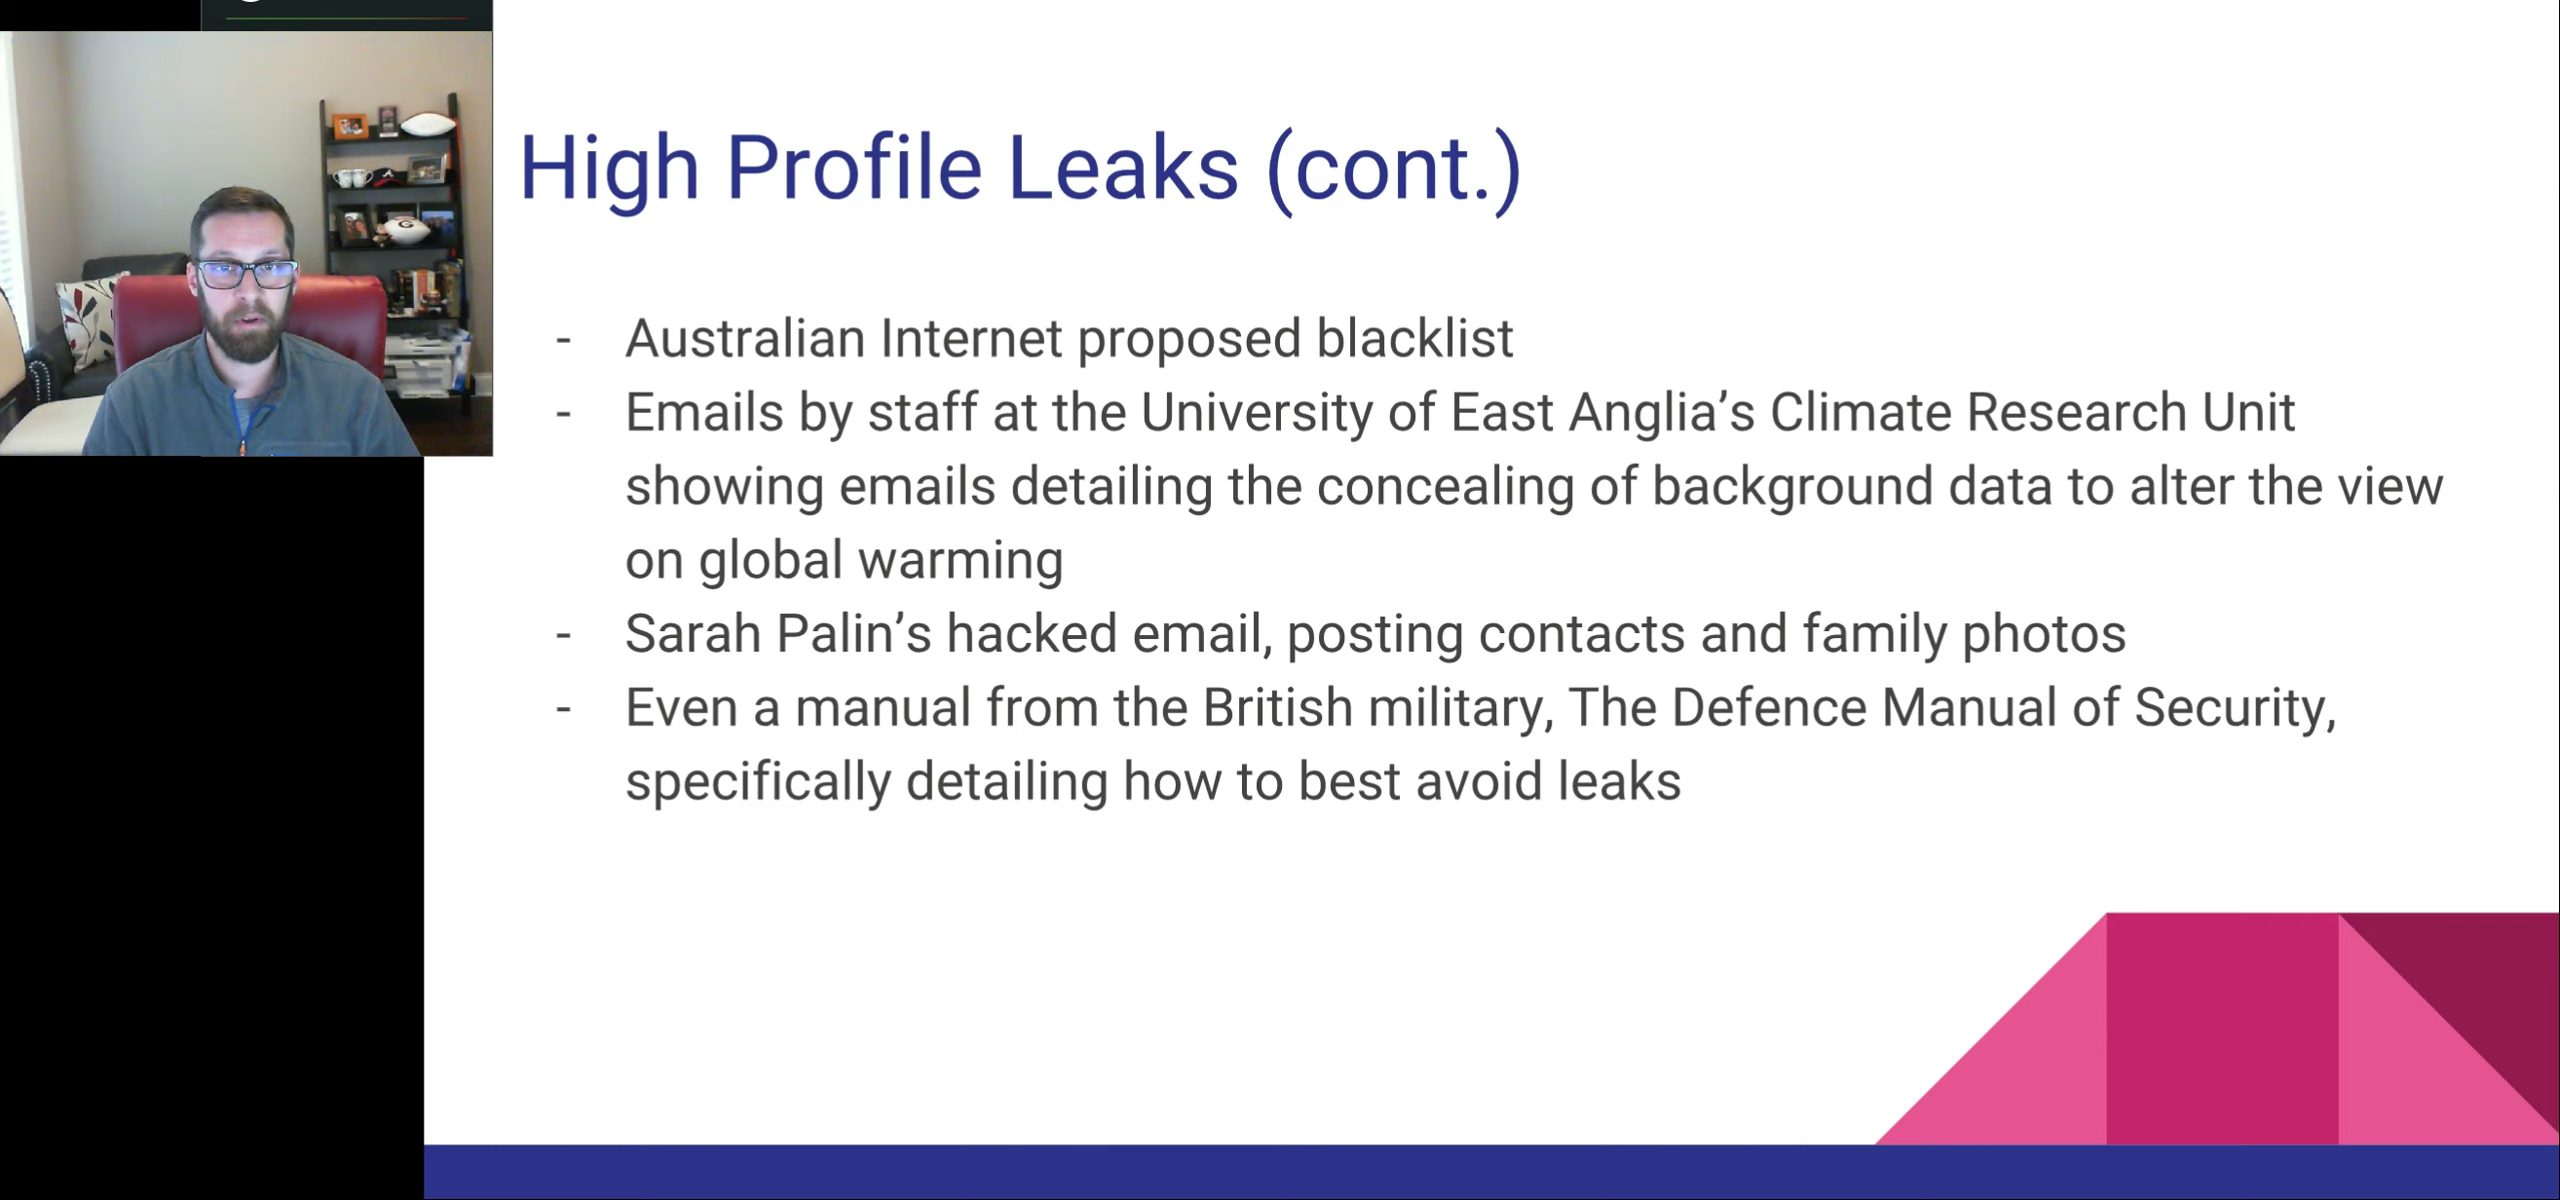 High Profile Leaks (cont.)
- Australian Internet proposed blacklist
- Emails by staff at the University of East Anglia’s Climate Research Unit
showing emails detailing the concealing of background data to alter the view
on global warming
- Sarah Palin’s hacked email, posting contacts and family photos
- Even a manual from the British military, The Defence Manual of Security,
specifically detailing how to best avoid leaks